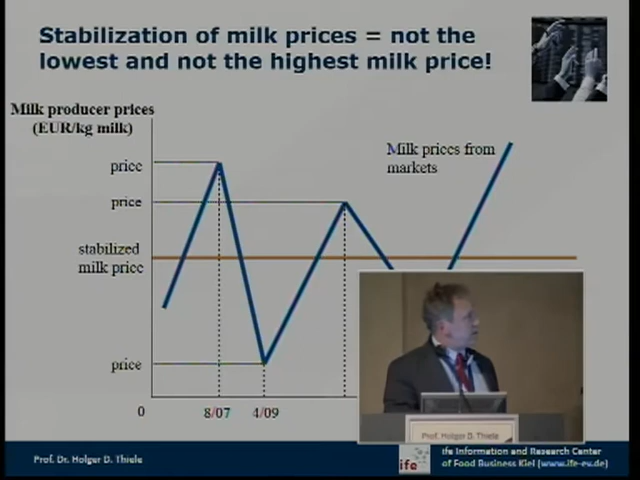 Stabilization of milk prices = not the
lowest and not the highest milk price!
Milk producer prices
(EUR/kg milk)
Milk prices from
markets
price
price
stabilized
milk price
price
0
8/07
4/09
Prof. Holger D. Thiele
Prof. Dr. Holger D. Thiele
ife
ife Information and Research Center
of Food Business Kiel (www.ife-ev.de)